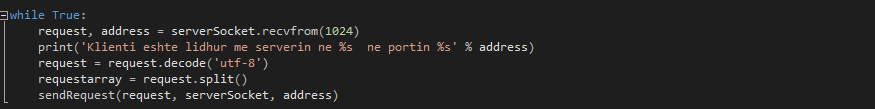 while True:
request, address = serverSocket.recvfrom(1024)
print('Klienti eshte lidhur me serverin ne %s  ne portin %s' % address)
request = request.decode('utf-8')
requestarray = request.split()
sendRequest(request, serverSocket, address)